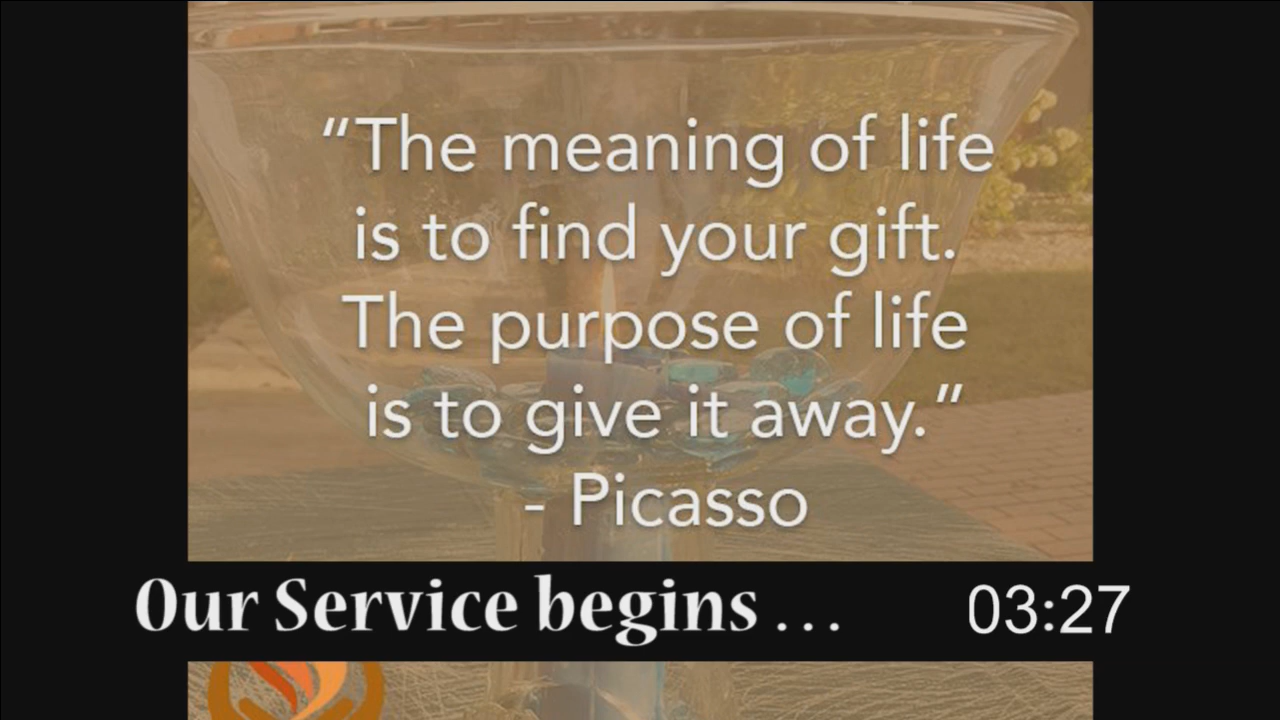 “The meaning of life
is to find your gift.
The purpose of life
is to give it away.”
- Picasso
Our Service begins ...
03:27